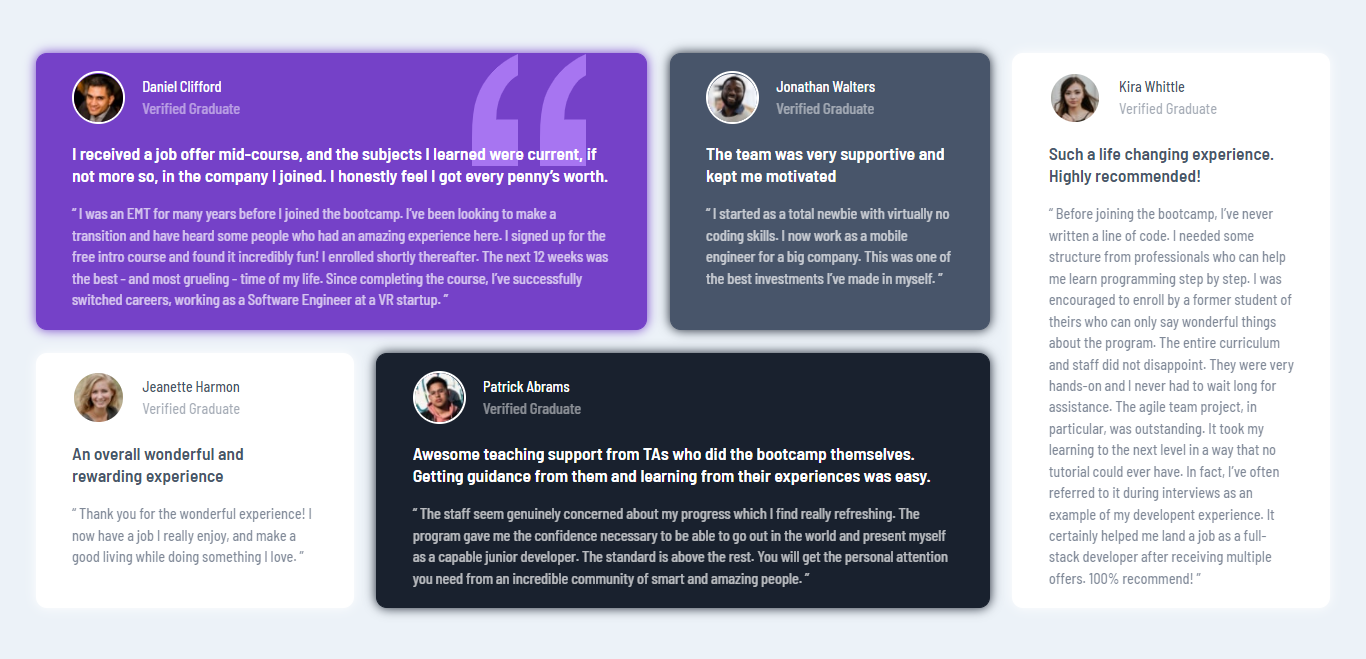 Daniel Clifford
Verified Graduate
I received a job offer mid-course, and the subjects I learned were current, if
not more so, in the company I joined. I honestly feel I got every penny’s worth.
“ I was an EMT for many years before I joined the bootcamp. I’ve been looking to make a
transition and have heard some people who had an amazing experience here. I signed up for the
free intro course and found it incredibly fun! I enrolled shortly thereafter. The next 12 weeks was
the best - and most grueling - time of my life. Since completing the course, I’ve successfully
switched careers, working as a Software Engineer at a VR startup. ”
Jonathan Walters
Verified Graduate
The team was very supportive and
kept me motivated
“ I started as a total newbie with virtually no
coding skills. I now work as a mobile
engineer for a big company. This was one of
the best investments I’ve made in myself. ”
Kira Whittle
Verified Graduate
Such a life changing experience.
Highly recommended!
“ Before joining the bootcamp, I’ve never
written a line of code. I needed some
structure from professionals who can help
me learn programming step by step. I was
encouraged to enroll by a former student of
theirs who can only say wonderful things
about the program. The entire curriculum
and staff did not disappoint. They were very
hands-on and I never had to wait long for
assistance. The agile team project, in
particular, was outstanding. It took my
learning to the next level in a way that no
tutorial could ever have. In fact, I’ve often
referred to it during interviews as an
example of my developent experience. It
certainly helped me land a job as a full-
stack developer after receiving multiple
offers. 100% recommend! ”
Jeanette Harmon
Verified Graduate
An overall wonderful and
rewarding experience
“ Thank you for the wonderful experience! I
now have a job I really enjoy, and make a
good living while doing something I love. ”
Patrick Abrams
Verified Graduate
Awesome teaching support from TAs who did the bootcamp themselves.
Getting guidance from them and learning from their experiences was easy.
“ The staff seem genuinely concerned about my progress which I find really refreshing. The
program gave me the confidence necessary to be able to go out in the world and present myself
as a capable junior developer. The standard is above the rest. You will get the personal attention
you need from an incredible community of smart and amazing people. ”